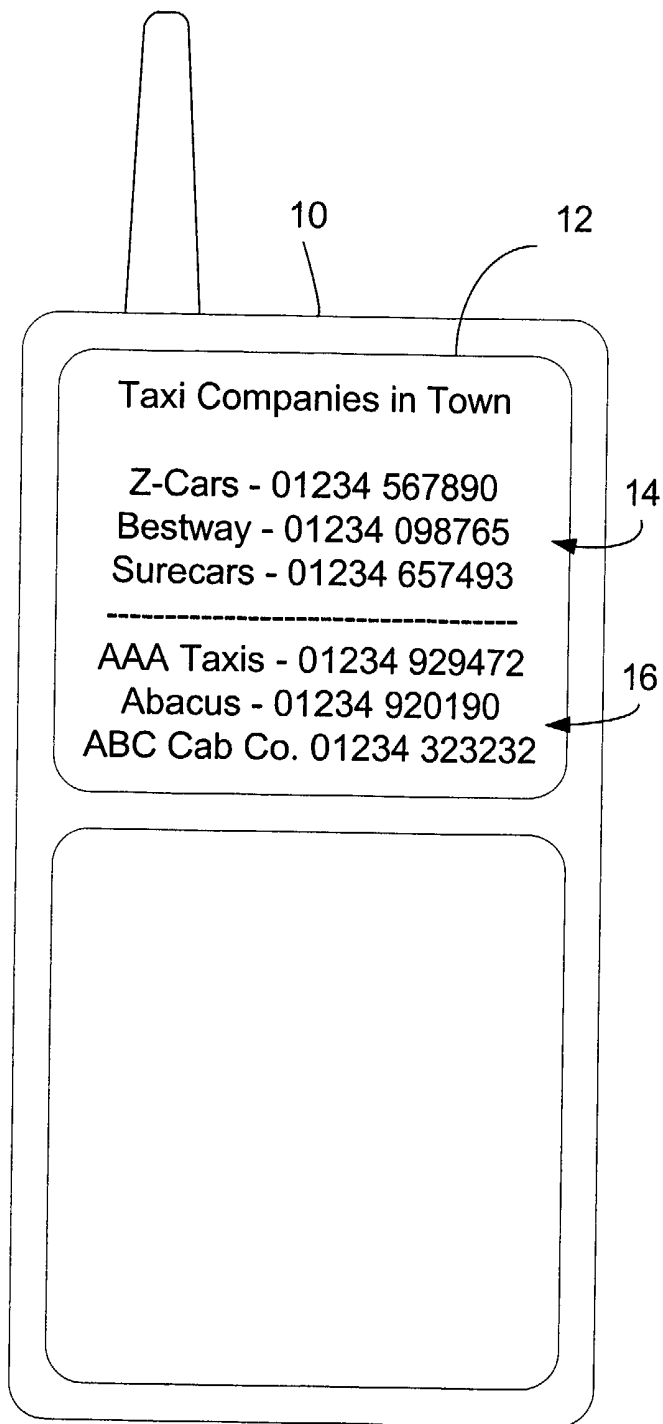 10
12
Taxi Companies in Town
Z-Cars - 01234 567890
14
Bestway - 01234 098765
Surecars - 01234 657493
-----------------------------------
AAA Taxis - 01234 929472
16
Abacus - 01234 920190
ABC Cab Co. 01234 323232